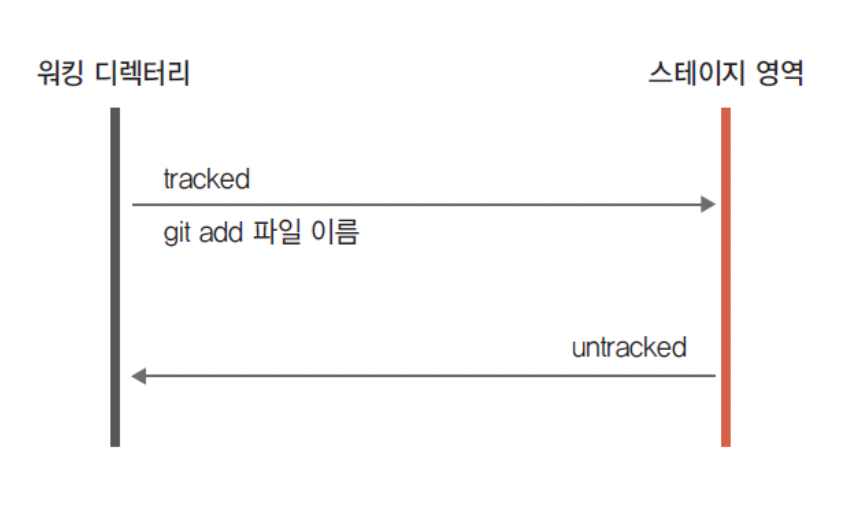 워킹 디렉터리
스테이지 영역
tracked
git add 파일 이름
untracked